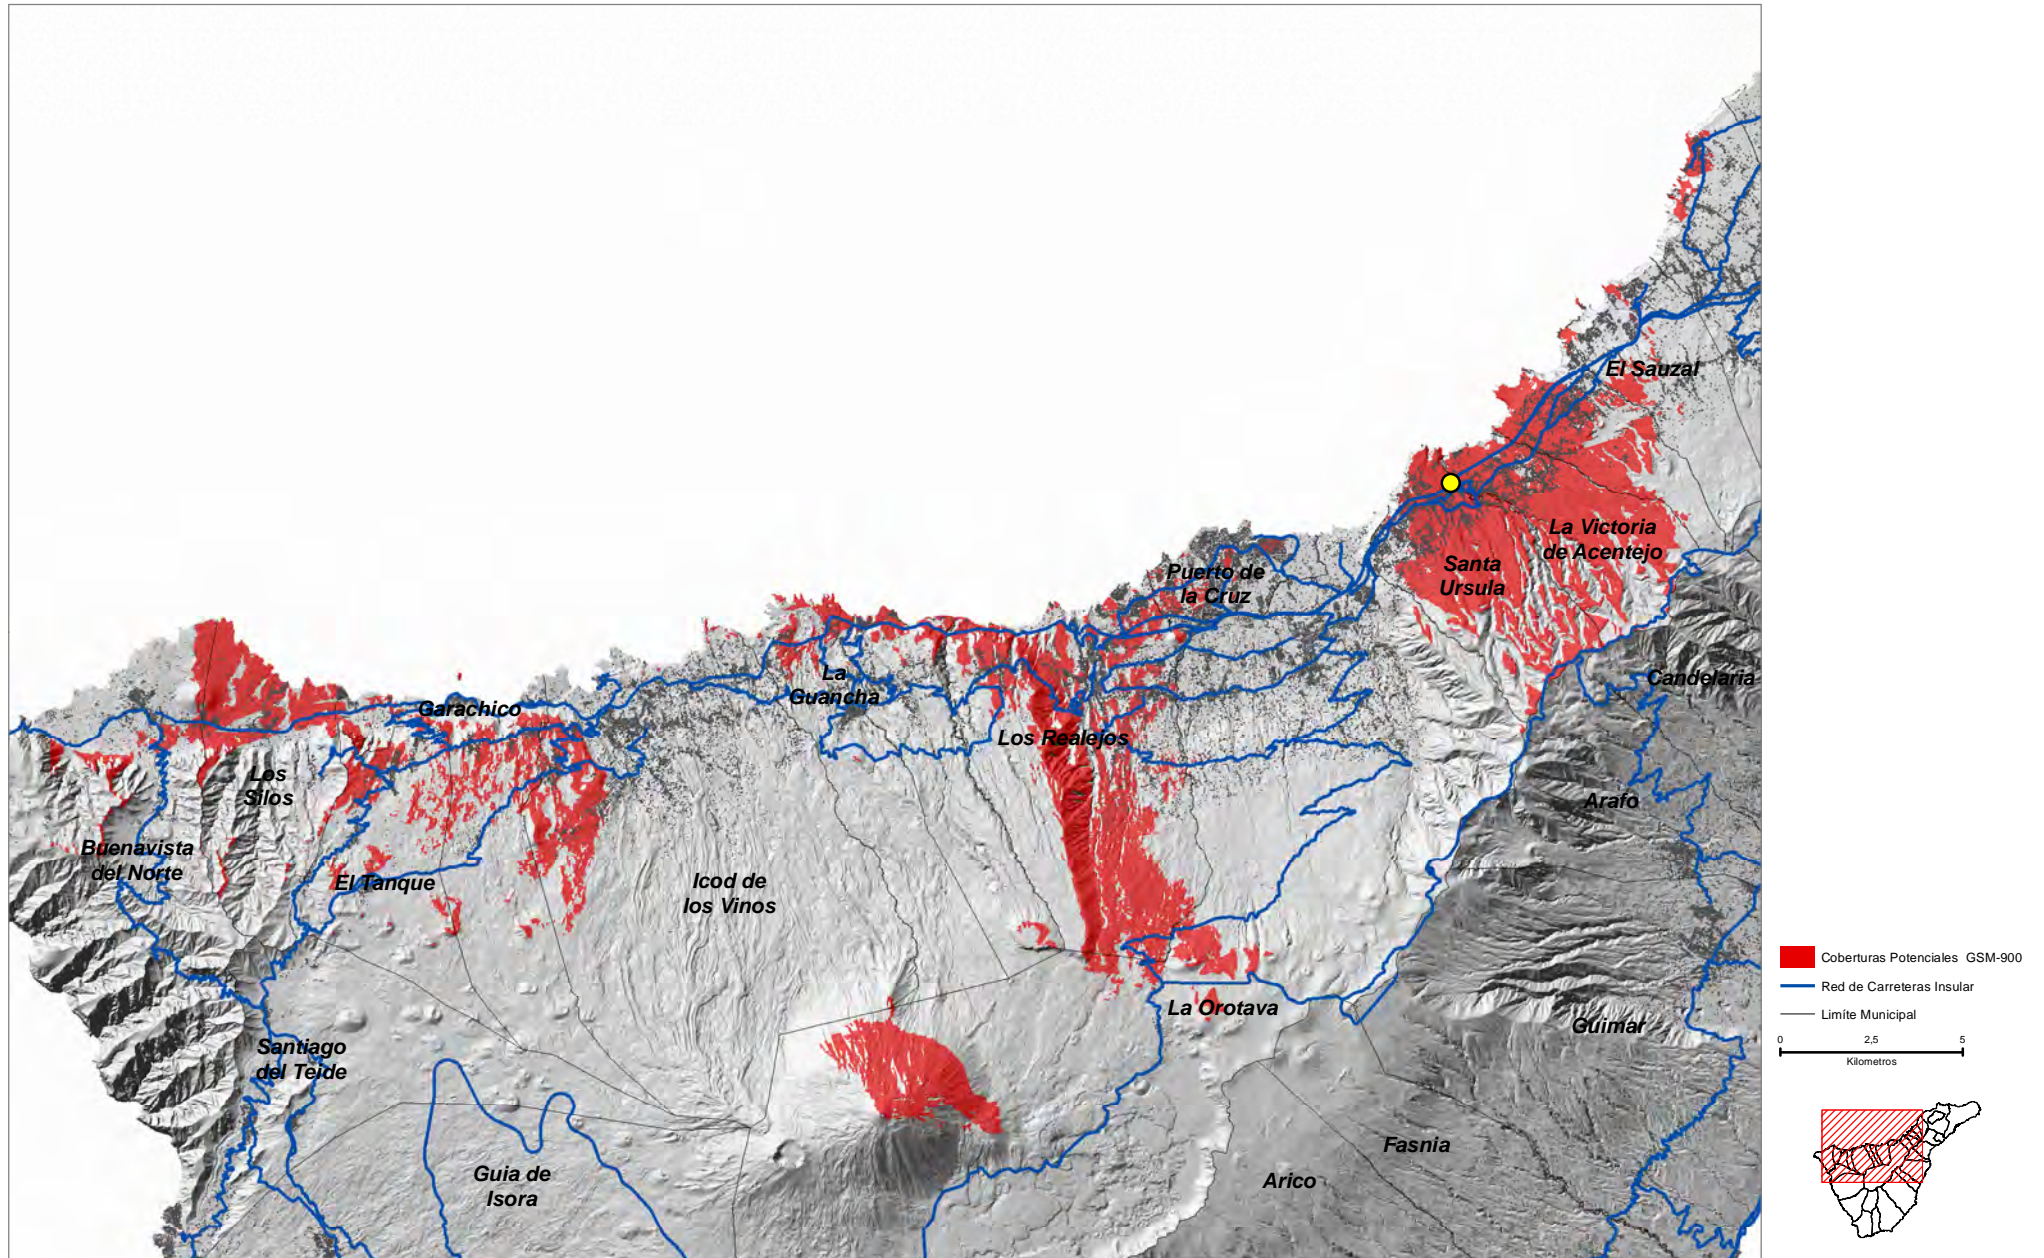 El Sauzal
La Victoria
de Acentejo
Santa
Ursula
Puerto de
la Cruz
Candelaria
La
Guancha
Garachico
Los Realejos
Los
Silos
Arafo
Buenavista
del Norte
El Tanque
Icod de
los Vinos
La Orotava
Guimar
Santiago
del Teide
Fasnia
Guia de
Isora
Arico
Coberturas Potenciales GSM-900
Red de Carreteras Insular
Limíte Municipal
0 2,5 5
Kilometros